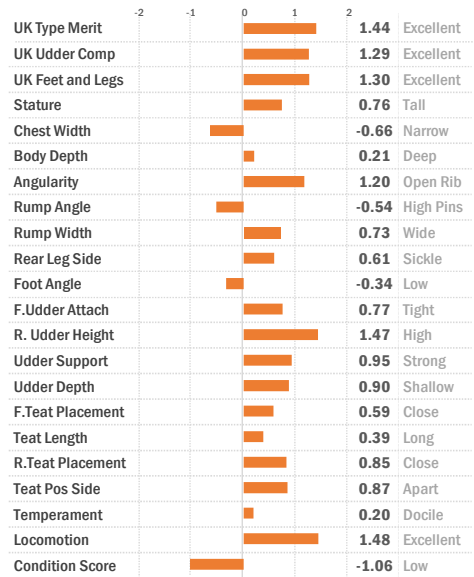 -2 -1 0 1 2
UK Type Merit 1.44 Excellent
UK Udder Comp 1.29 Excellent
UK Feet and Legs 1.30 Excellent
Stature 0.76 Tall
Chest Width -0.66 Narrow
Body Depth 0.21 Deep
Angularity 1.20 Open Rib
Rump Angle -0.54 High Pins
Rump Width 0.73 Wide
Rear Leg Side 0.61 Sickle
Foot Angle -0.34 Low
F.Udder Attach 0.77 Tight
R. Udder Height 1.47 High
Udder Support 0.95 Strong
Udder Depth 0.90 Shallow
F.Teat Placement 0.59 Close
Teat Length 0.39 Long
R.Teat Placement 0.85 Close
Teat Pos Side 0.87 Apart
Temperament 0.20 Docile
Locomotion 1.48 Excellent
Condition Score -1.06 Low